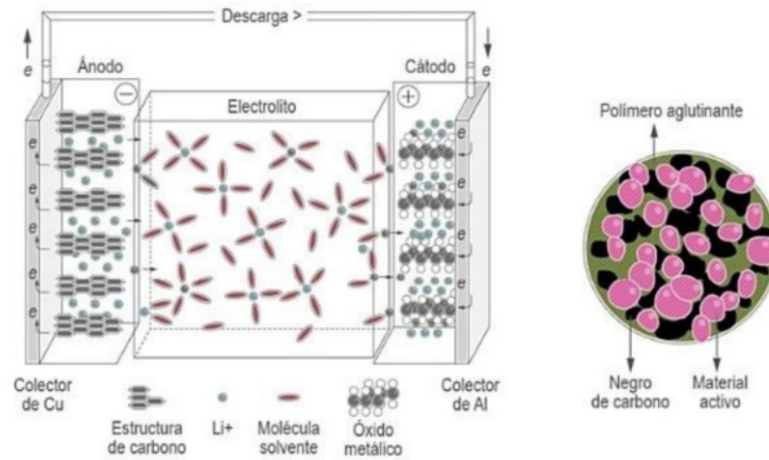 Descarga >
e
e
Ánodo
Cátodo
−
+
Electrolito
e
e
e
e
e
e
e
e
e
e
Colector
de Cu
Colector
de Al
Estructura
de carbono
Li+
Molécula
solvente
Óxido
metálico
Polímero aglutinante
Negro
de carbono
Material
activo